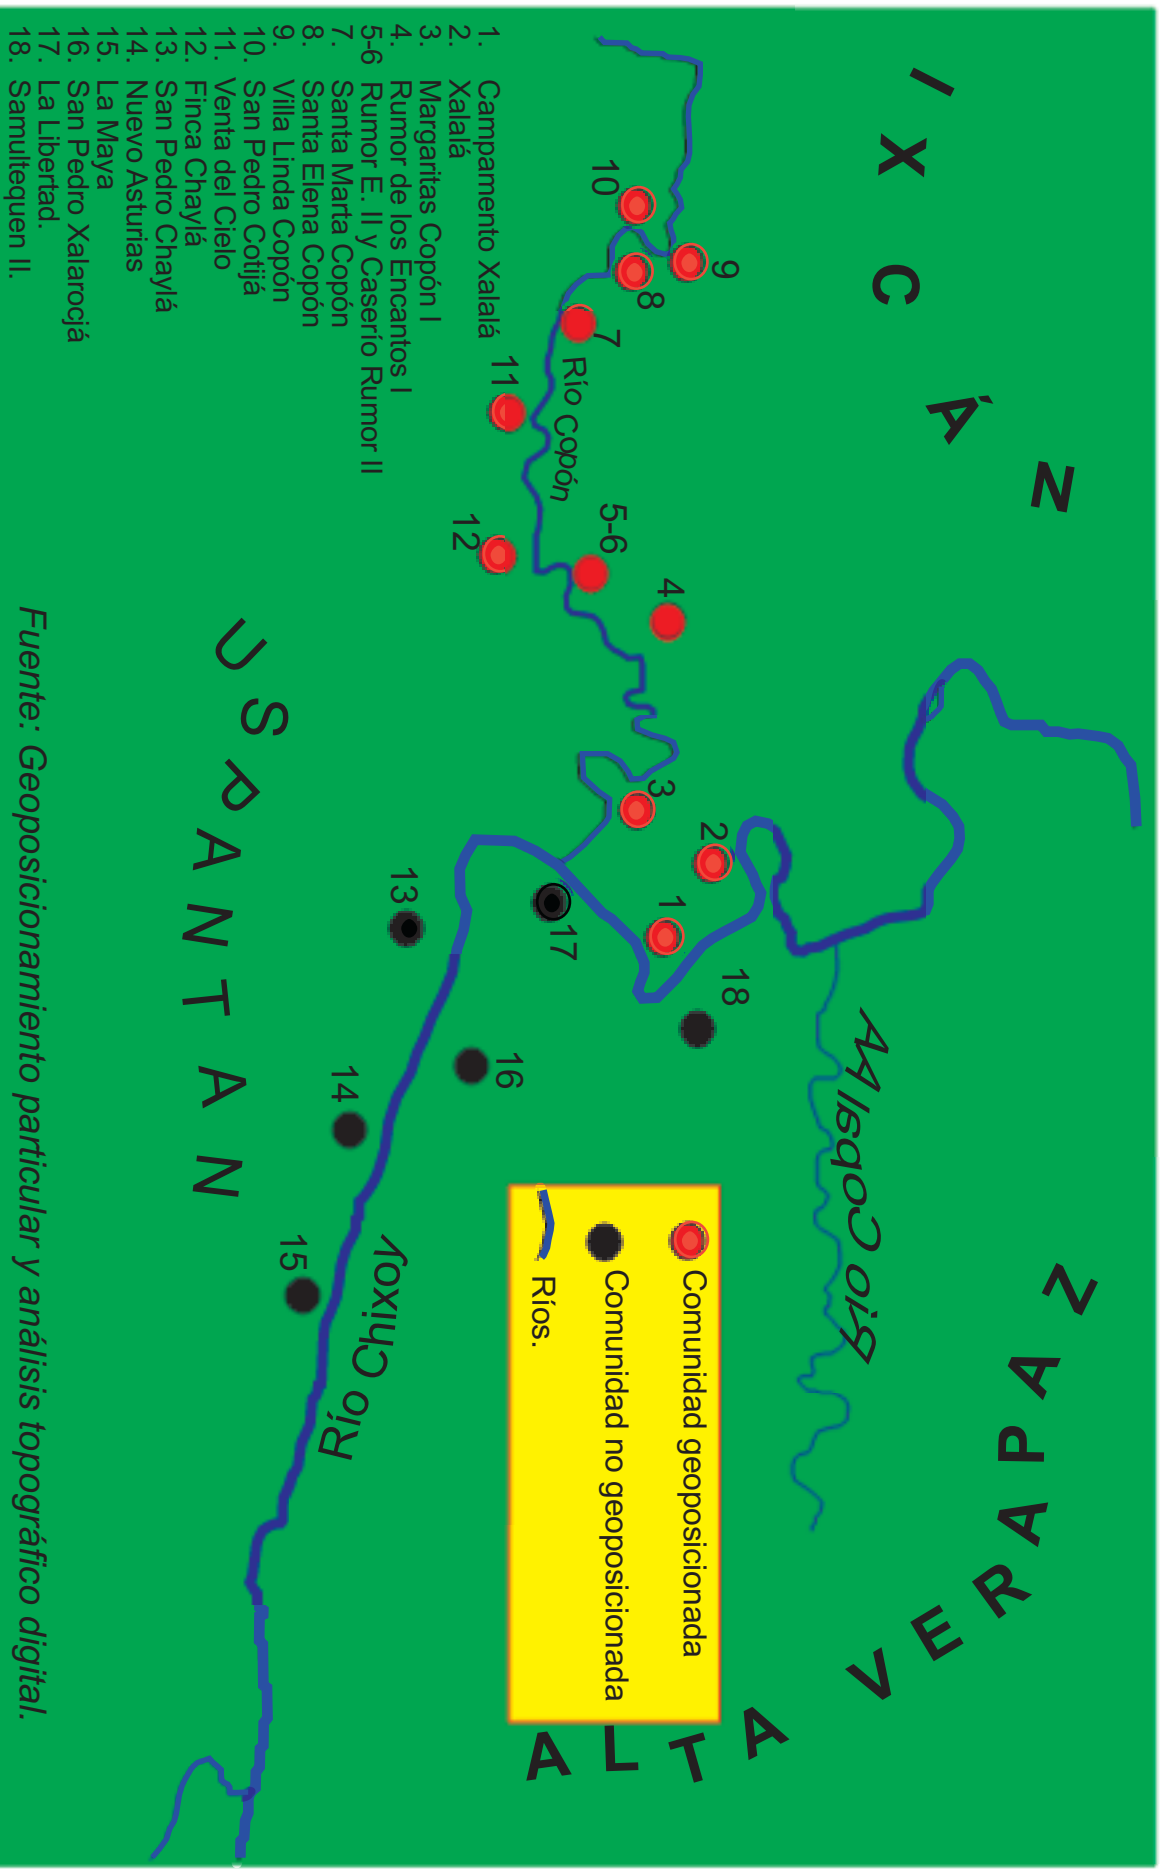 IXCÁN
ALTA VERAPAZ
USPANTAN
Río Copón
Río Chixoy
Río CobalAA
9
10
8
7
11
5-6
12
4
3
2
1
17
18
13
16
14
15
Comunidad geoposicionada
Comunidad no geoposicionada
Ríos.
1. Campamento Xalalá
2. Xalalá
3. Margaritas Copón I
4. Rumor de los Encantos I
5-6 Rumor E. II y Caserío Rumor II
7. Santa Marta Copón
8. Santa Elena Copón
9. Villa Linda Copón
10. San Pedro Cotijá
11. Venta del Cielo
12. Finca Chaylá
13. San Pedro Chaylá
14. Nuevo Asturias
15. La Maya
16. San Pedro Xalarocjá
17. La Libertad.
18. Samultequen II.
Fuente: Geoposicionamiento particular y análisis topográfico digital.